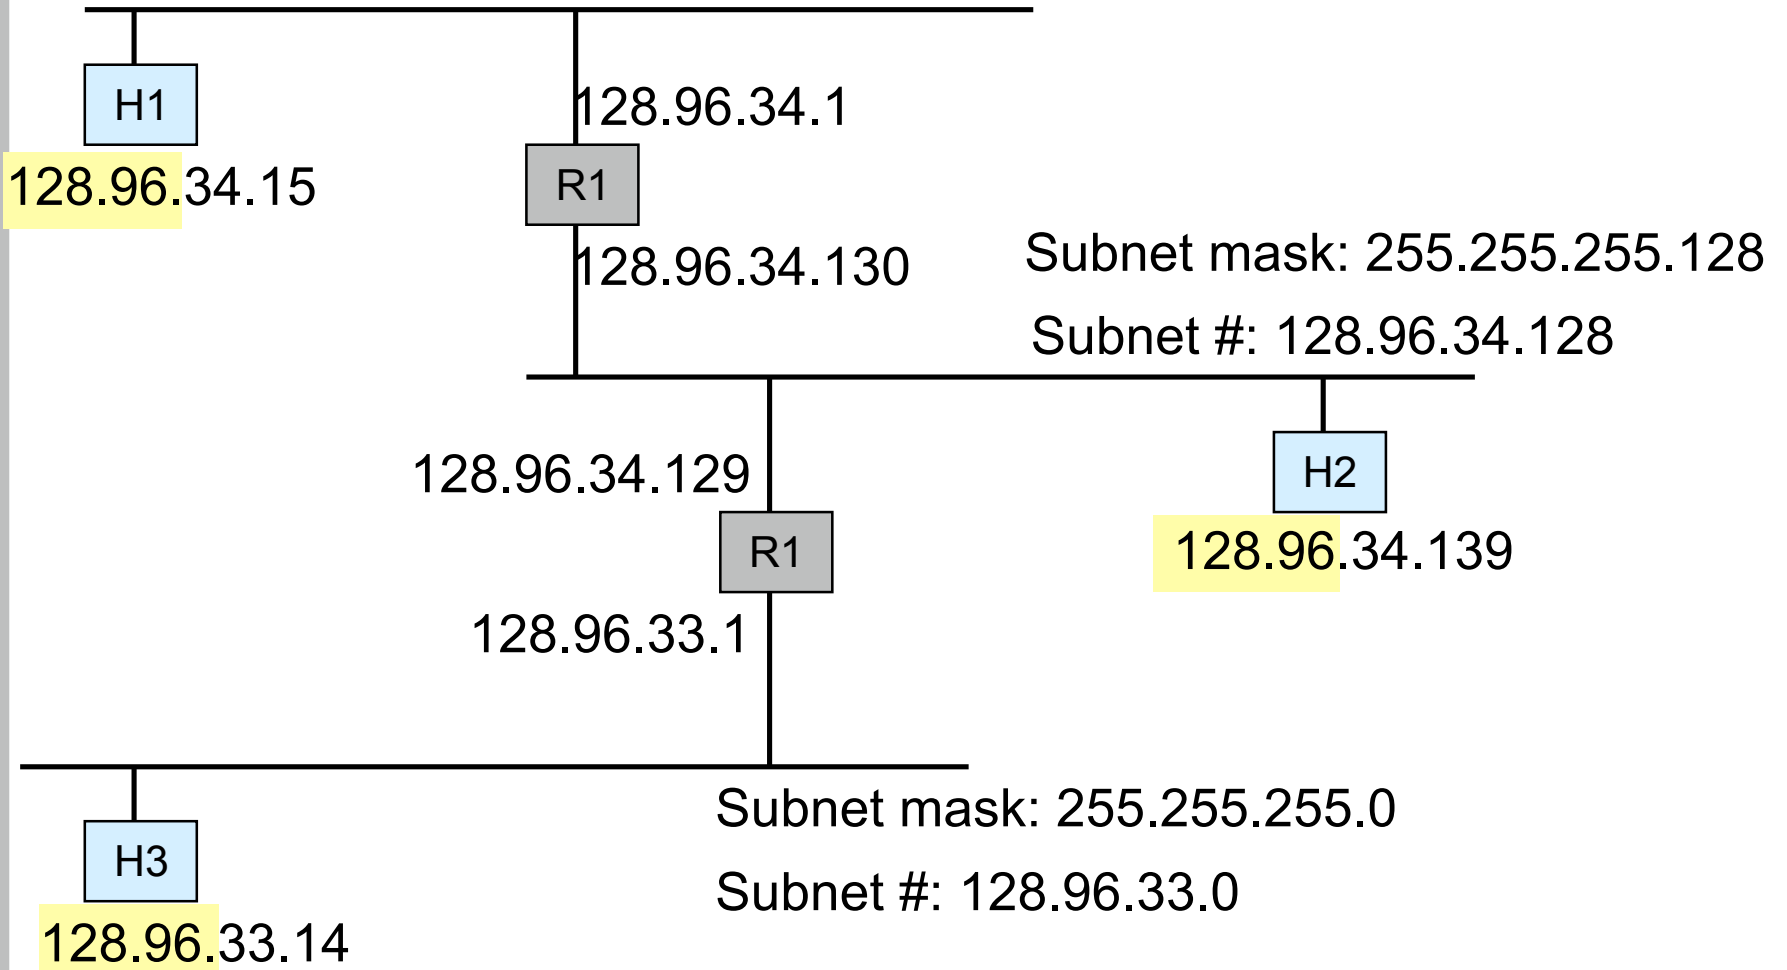 H1
128.96.34.15
128.96.34.1
R1
128.96.34.130
Subnet mask: 255.255.255.128
Subnet #: 128.96.34.128
128.96.34.129
R1
128.96.33.1
H2
128.96.34.139
H3
128.96.33.14
Subnet mask: 255.255.255.0
Subnet #: 128.96.33.0